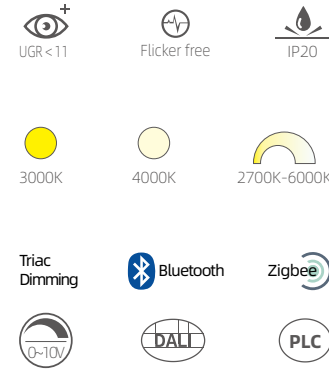 UGR<11
Flicker free
IP20
3000K
4000K
2700K-6000K
Triac
Dimming
Bluetooth
Zigbee
0~10V
DALI
PLC